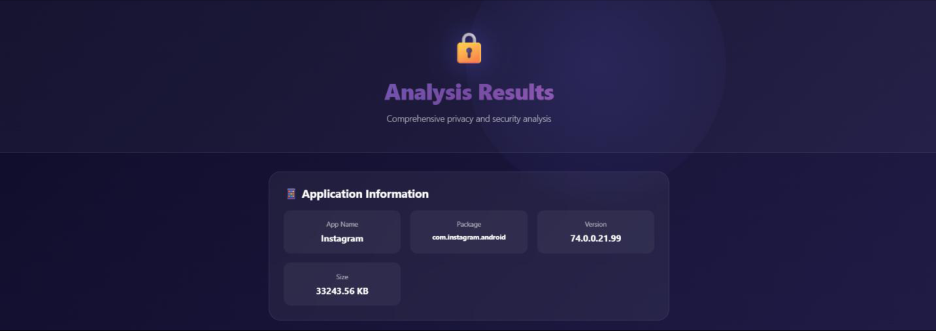 Analysis Results
Comprehensive privacy and security analysis
Application Information
App Name
Instagram
Package
com.instagram.android
Version
74.0.0.21.99
Size
33243.56 KB